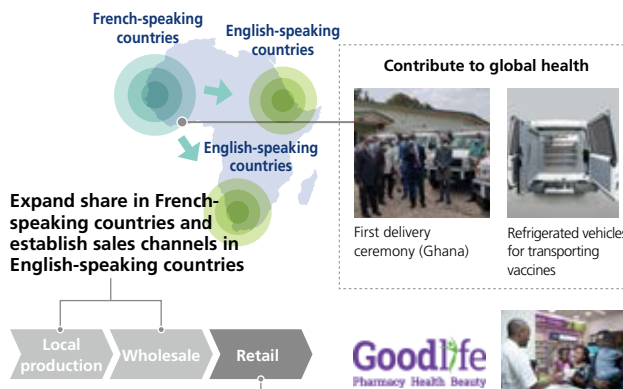 French-speaking
countries
English-speaking
countries
English-speaking
countries
Expand share in French-
speaking countries and
establish sales channels in
English-speaking countries
Contribute to global health
First delivery
ceremony (Ghana)
Refrigerated vehicles
for transporting
vaccines
Local
production
Wholesale
Retail
Goodlife
Pharmacy Health Beauty